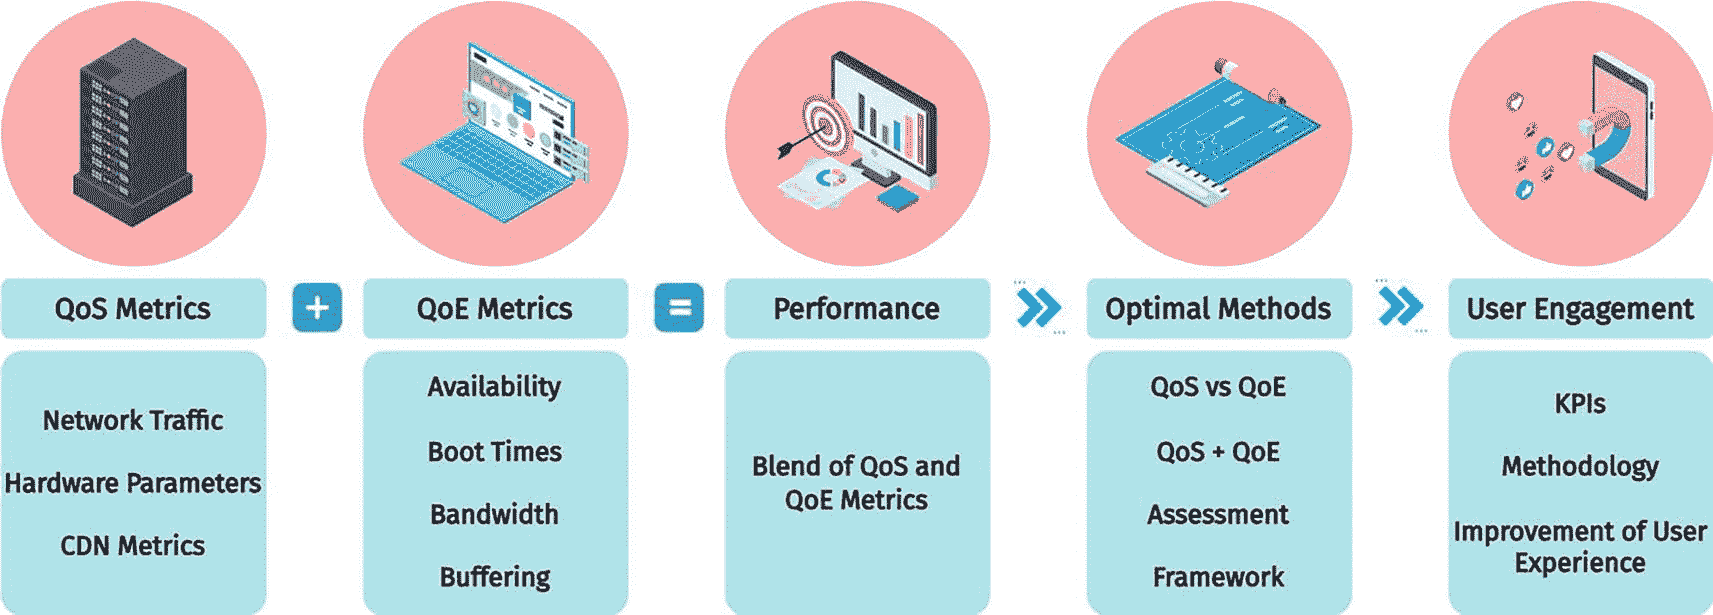 QoS Metrics
+
QoE Metrics
=
Performance
Optimal Methods
User Engagement
Network Traffic
Hardware Parameters
CDN Metrics
Availability
Boot Times
Bandwidth
Buffering
Blend of QoS and
QoE Metrics
QoS vs QoE
QoS + QoE
Assessment
Framework
KPIs
Methodology
Improvement of User
Experience